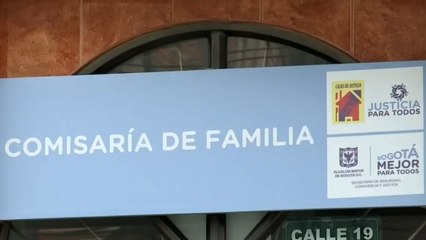 COMISARÍA DE FAMILIA
CASAS DE JUSTICIA
JUSTICIA
PARA TODOS
ALCALDÍA MAYOR
DE BOGOTÁ D.C.
SECRETARÍA DE SEGURIDAD,
CONVIVENCIA Y JUSTICIA
BOGOTÁ
MEJOR
PARA TODOS
CALLE 19